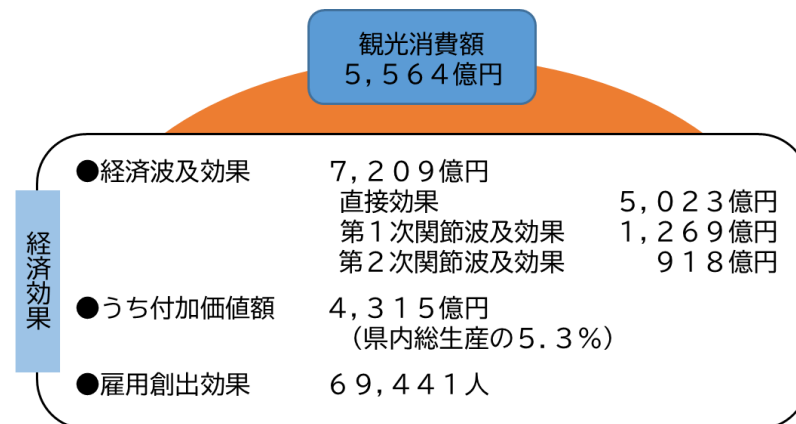 観光消費額
５,５６４億円
経済効果
●経済波及効果　７,２０９億円
直接効果　５,０２３億円
第１次関節波及効果　１,２６９億円
第２次関節波及効果　９１８億円
●うち付加価値額　４,３１５億円
（県内総生産の５.３％）
●雇用創出効果　６９,４４１人